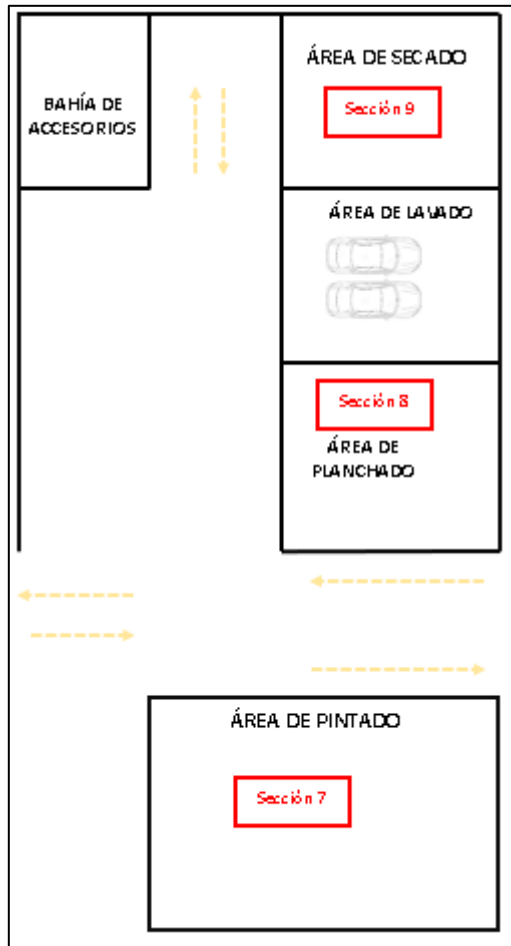 ÁREA DE SECADO
Sección 9
BAHÍA DE
ACCESORIOS
ÁREA DE LAVADO
Sección 8
ÁREA DE
PLANCHADO
ÁREA DE PINTADO
Sección 7